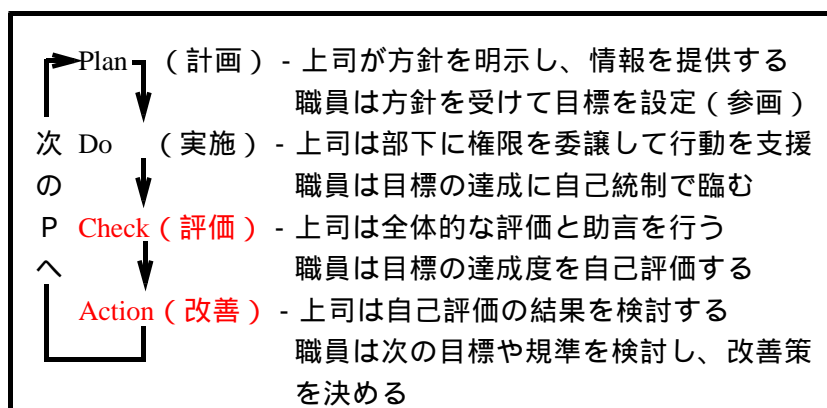 Plan （計画）- 上司が方針を明示し、情報を提供する
職員は方針を受けて目標を設定（参画）
Do （実施）- 上司は部下に権限を委譲して行動を支援
職員は目標の達成に自己統制で臨む
Check（評価）- 上司は全体的な評価と助言を行う
職員は目標の達成度を自己評価する
Action（改善）- 上司は自己評価の結果を検討する
職員は次の目標や規準を検討し、改善策
を決める
次のPへ